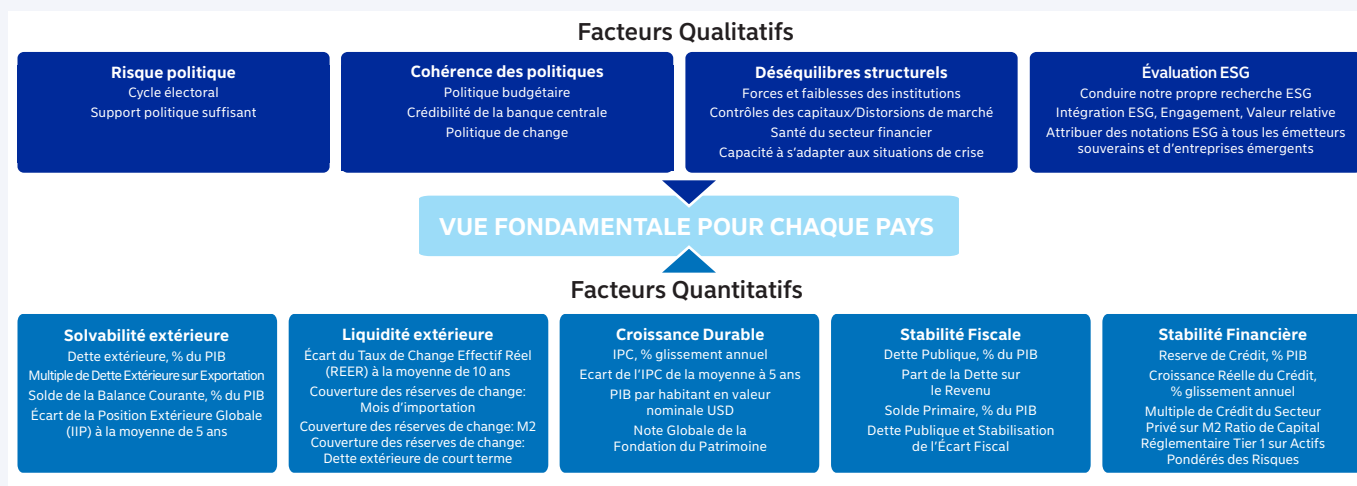 Facteurs Qualitatifs
Risque politique
Cycle électoral
Support politique suffisant
Cohérence des politiques
Politique budgétaire
Crédibilité de la banque centrale
Politique de change
Déséquilibres structurels
Forces et faiblesses des institutions
Contrôles des capitaux/Distorsions de marché
Santé du secteur financier
Capacité à s'adapter aux situations de crise
Évaluation ESG
Conduire notre propre recherche ESG
Intégration ESG, Engagement, Valeur relative
Attribuer des notations ESG à tous les émetteurs
souverains et d'entreprises émergents
VUE FONDAMENTALE POUR CHAQUE PAYS
Facteurs Quantitatifs
Solvabilité extérieure
Dette extérieure, % du PIB
Multiple de Dette Extérieure sur Exportation
Solde de la Balance Courante, % du PIB
Écart de la Position Extérieure Globale
(IIP) à la moyenne de 5 ans
Liquidité extérieure
Écart du Taux de Change Effectif Réel
(REER) à la moyenne de 10 ans
Couverture des réserves de change:
Mois d'importation
Couverture des réserves de change: M2
Couverture des réserves de change:
Dette extérieure de court terme
Croissance Durable
IPC, % glissement annuel
Ecart de l'IPC de la moyenne à 5 ans
PIB par habitant en valeur
nominale USD
Note Globale de la
Fondation du Patrimoine
Stabilité Fiscale
Dette Publique, % du PIB
Part de la Dette sur
le Revenu
Solde Primaire, % du PIB
Dette Publique et Stabilisation
de l'Écart Fiscal
Stabilité Financière
Reserve de Crédit, % PIB
Croissance Réelle du Crédit,
% glissement annuel
Multiple de Crédit du Secteur
Privé sur M2 Ratio de Capital
Réglementaire Tier 1 sur Actifs
Pondérés des Risques